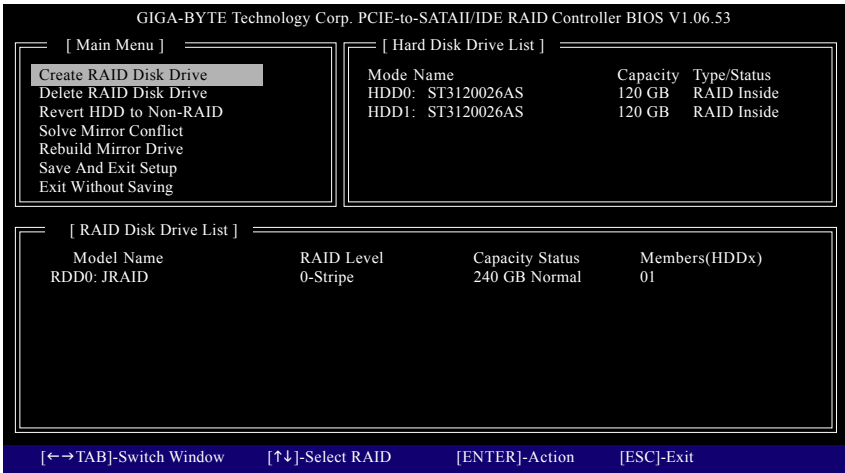 GIGA-BYTE Technology Corp. PCIE-to-SATAII/IDE RAID Controller BIOS V1.06.53
[ Main Menu ]
Create RAID Disk Drive
Delete RAID Disk Drive
Revert HDD to Non-RAID
Solve Mirror Conflict
Rebuild Mirror Drive
Save And Exit Setup
Exit Without Saving
[ Hard Disk Drive List ]
Mode Name Capacity Type/Status
HDD0: ST3120026AS 120 GB RAID Inside
HDD1: ST3120026AS 120 GB RAID Inside
[ RAID Disk Drive List ]
Model Name RAID Level Capacity Status Members(HDDx)
RDD0: JRAID 0-Stripe 240 GB Normal 01
[←→TAB]-Switch Window [↑↓]-Select RAID [ENTER]-Action [ESC]-Exit